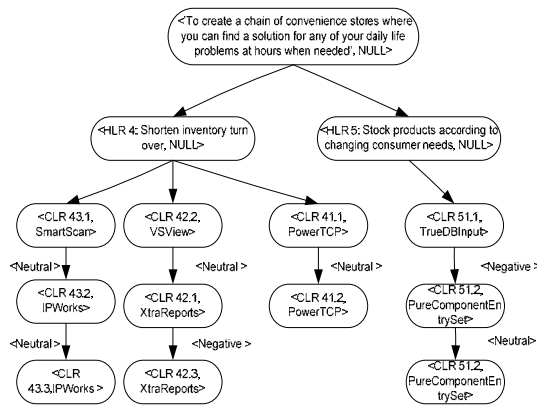 <'To create a chain of convenience stores where
you can find a solution for any of your daily life
problems at hours when needed', NULL>
<HLR 4: Shorten inventory turn
over, NULL>
<HLR 5: Stock products according to
changing consumer needs, NULL>
<CLR 43.1,
SmartScan>
<CLR 42.2,
VSView>
<CLR 41.1,
PowerTCP>
<CLR 51.1,
TrueDBInput>
<Neutral >
<Neutral >
<Neutral >
<Negative >
<CLR 43.2,
IPWorks>
<CLR 42.1,
XtraReports>
<CLR 41.2,
PowerTCP>
<CLR 51.2,
PureComponentEn
trySet>
<Neutral >
<Negative >
<Neutral>
<CLR
43.3,IPWorks >
<CLR 42.3,
XtraReports>
<CLR 51.2,
PureComponentEn
trySet>